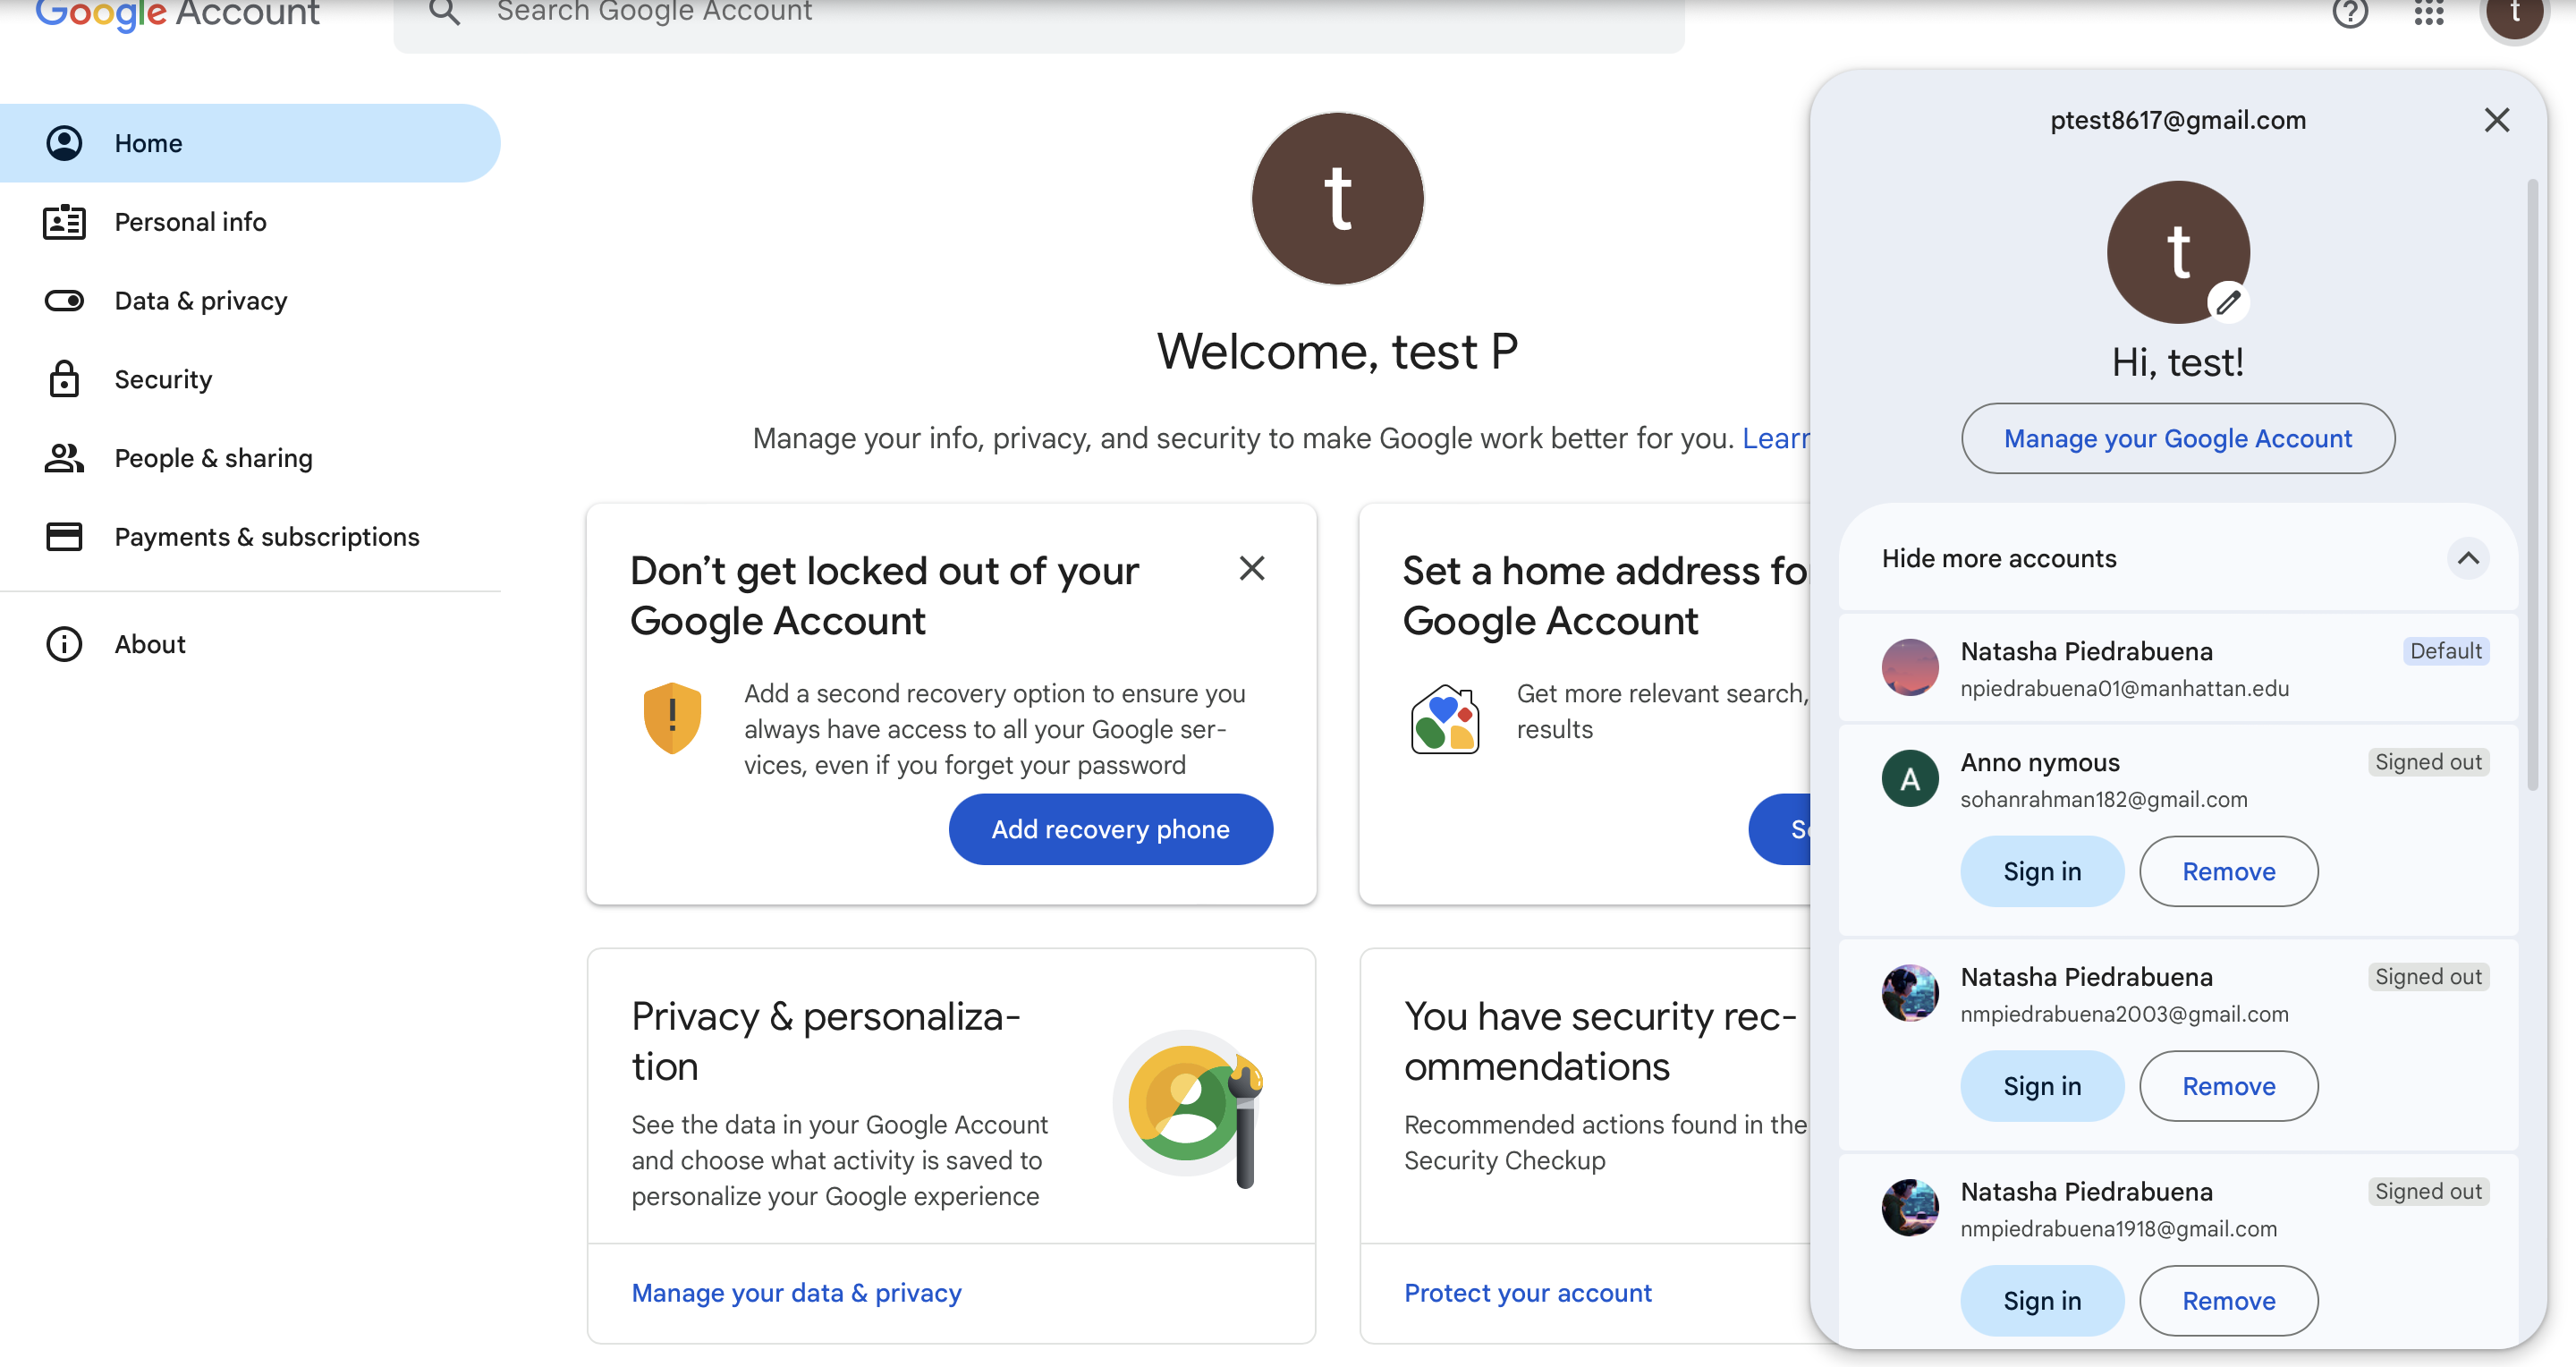 Google Account
Search Google Account
t
Home
Personal info
Data & privacy
Security
People & sharing
Payments & subscriptions
About
t
Welcome, test P
Manage your info, privacy, and security to make Google work better for you. Learn
Don’t get locked out of your
Google Account
Add a second recovery option to ensure you
always have access to all your Google ser-
vices, even if you forget your password
Add recovery phone
Set a home address fo
Google Account
Get more relevant search,
results
Privacy & personaliza-
tion
See the data in your Google Account
and choose what activity is saved to
personalize your Google experience
Manage your data & privacy
You have security rec-
ommendations
Recommended actions found in the
Security Checkup
Protect your account
ptest8617@gmail.com
t
Hi, test!
Manage your Google Account
Hide more accounts
Natasha Piedrabuena
Default
npiedrabuena01@manhattan.edu
A
Anno nymous
Signed out
sohanrahman182@gmail.com
Sign in
Remove
Natasha Piedrabuena
Signed out
nmpiedrabuena2003@gmail.com
Sign in
Remove
Natasha Piedrabuena
Signed out
nmpiedrabuena1918@gmail.com
Sign in
Remove